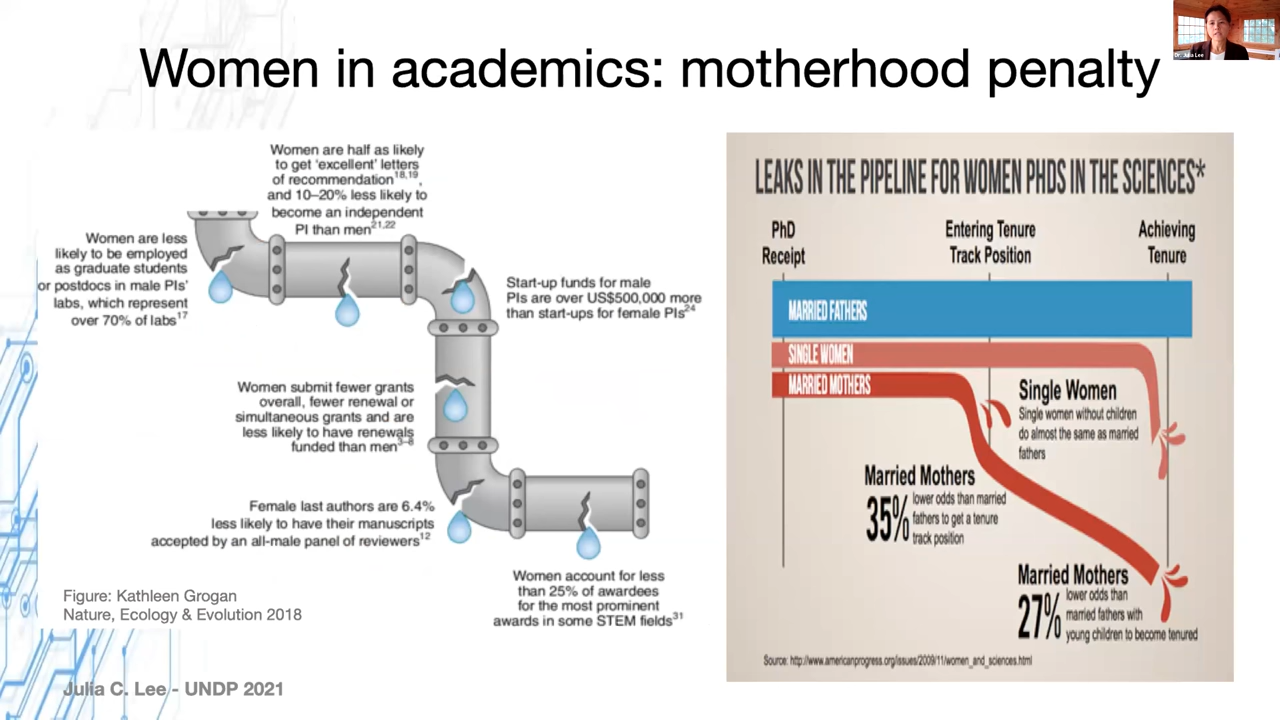 Women in academics: motherhood penalty
Dr. Julia Lee
Women are half as likely
to get ‘excellent’ letters
of recommendation18,19,
and 10–20% less likely to
become an independent
PI than men21,22
Women are less
likely to be employed
as graduate students
or postdocs in male PIs’
labs, which represent
over 70% of labs17
Start-up funds for male
PIs are over US$500,000 more
than start-ups for female PIs24
Women submit fewer grants
overall, fewer renewal or
simultaneous grants and are
less likely to have renewals
funded than men3–8
Female last authors are 6.4%
less likely to have their manuscripts
accepted by an all-male panel of reviewers12
Women account for less
than 25% of awardees
for the most prominent
awards in some STEM fields31
Figure: Kathleen Grogan
Nature, Ecology & Evolution 2018
Julia C. Lee - UNDP 2021
LEAKS IN THE PIPELINE FOR WOMEN PHDS IN THE SCIENCES*
PhD
Receipt
Entering Tenure
Track Position
Achieving
Tenure
MARRIED FATHERS
SINGLE WOMEN
MARRIED MOTHERS
Single Women
Single women without children
do almost the same as married
fathers
Married Mothers
35% lower odds than married
fathers to get a tenure
track position
Married Mothers
27% lower odds than
married fathers with
young children to become tenured
Source: http://www.americanprogress.org/issues/2009/11/women_and_sciences.html